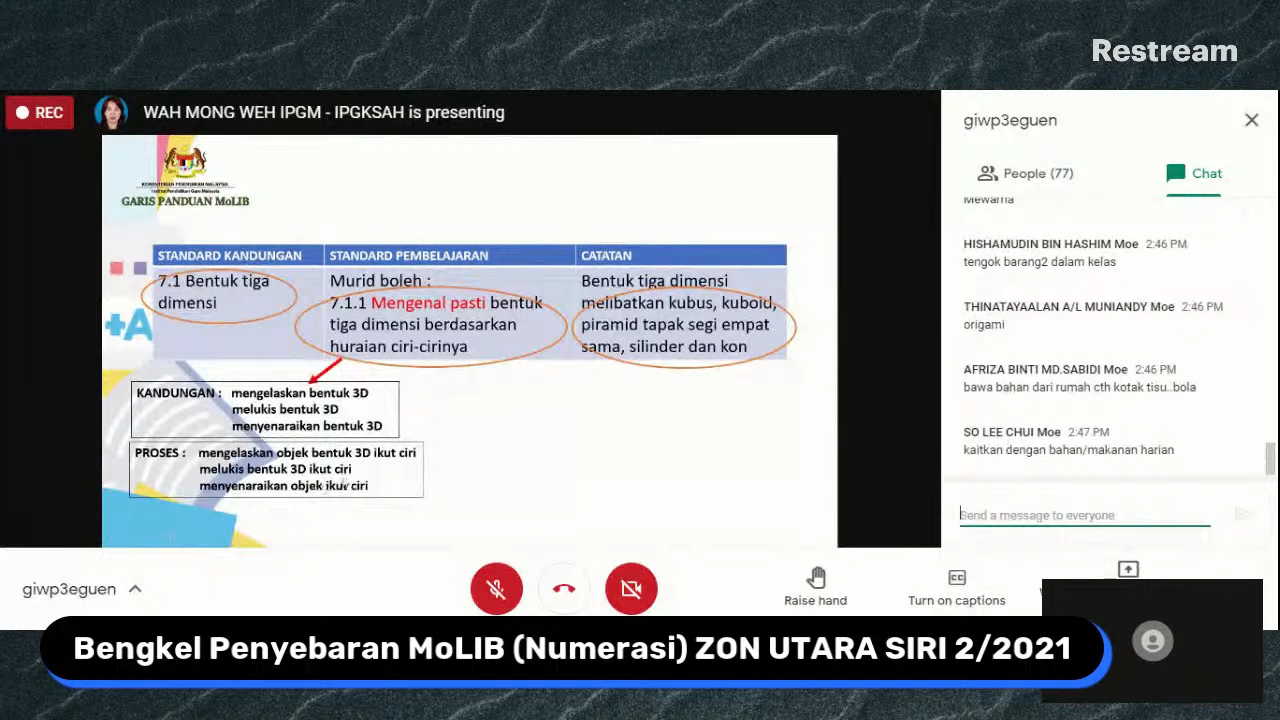 Restream
REC
WAH MONG WEH IPGM - IPGKSAH is presenting
KEMENTERIAN PENDIDIKAN MALAYSIA
Institut Pendidikan Guru Malaysia
GARIS PANDUAN MoLIB
STANDARD KANDUNGAN
7.1 Bentuk tiga
dimensi
STANDARD PEMBELAJARAN
Murid boleh :
7.1.1 Mengenal pasti bentuk
tiga dimensi berdasarkan
huraian ciri-cirinya
CATATAN
Bentuk tiga dimensi
melibatkan kubus, kuboid,
piramid tapak segi empat
sama, silinder dan kon
+A
KANDUNGAN : mengelaskan bentuk 3D
melukis bentuk 3D
menyenaraikan bentuk 3D
PROSES : mengelaskan objek bentuk 3D ikut ciri
melukis bentuk 3D ikut ciri
menyenaraikan objek ikut ciri
giwp3eguen
People (77)
Chat
Mewarna
HISHAMUDIN BIN HASHIM Moe 2:46 PM
tengok barang2 dalam kelas
THINATAYAALAN A/L MUNIANDY Moe 2:46 PM
origami
AFRIZA BINTI MD.SABIDI Moe 2:46 PM
bawa bahan dari rumah cth kotak tisu..bola
SO LEE CHUI Moe 2:47 PM
kaitkan dengan bahan/makanan harian
Send a message to everyone
giwp3eguen
Raise hand
Turn on captions
Bengkel Penyebaran MoLIB (Numerasi) ZON UTARA SIRI 2/2021